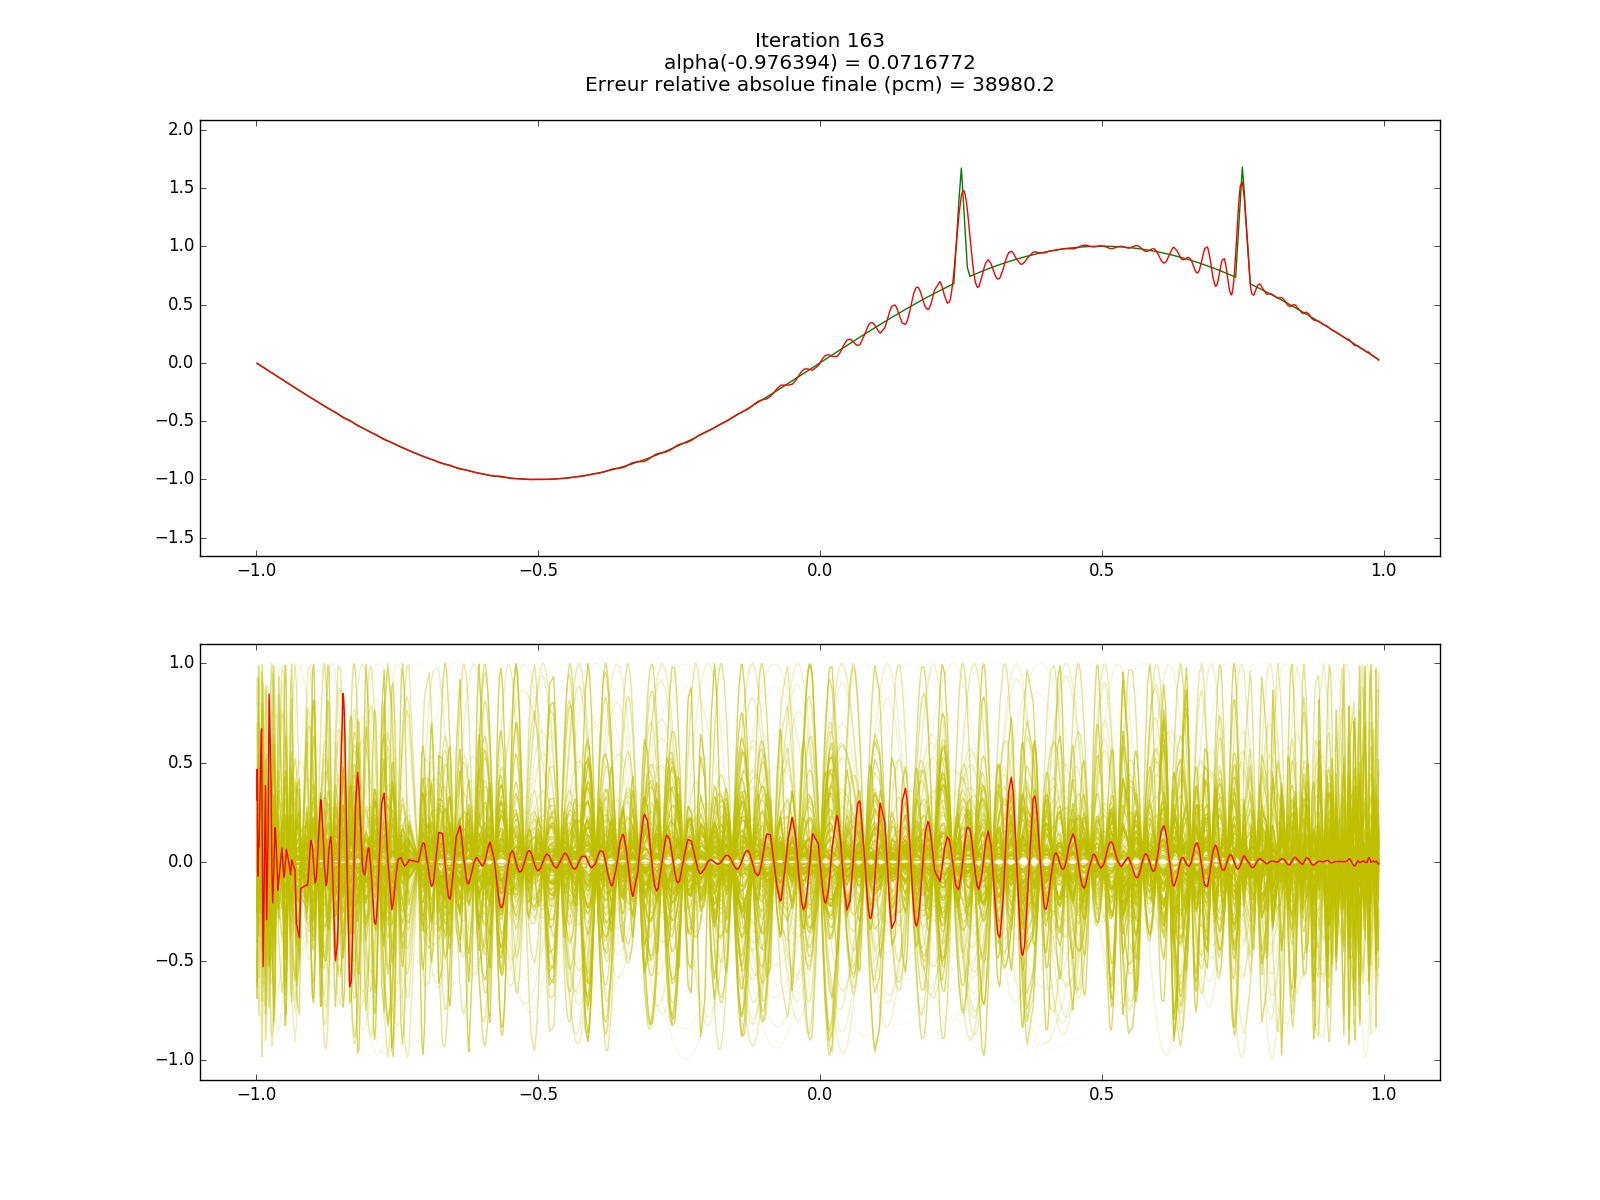 Iteration 163
alpha(-0.976394) = 0.0716772
Erreur relative absolue finale (pcm) = 38980.2
2.0
1.5
1.0
0.5
0.0
−0.5
−1.0
−1.5
−1.0 −0.5 0.0 0.5 1.0
1.0
0.5
0.0
−0.5
−1.0
−1.0 −0.5 0.0 0.5 1.0